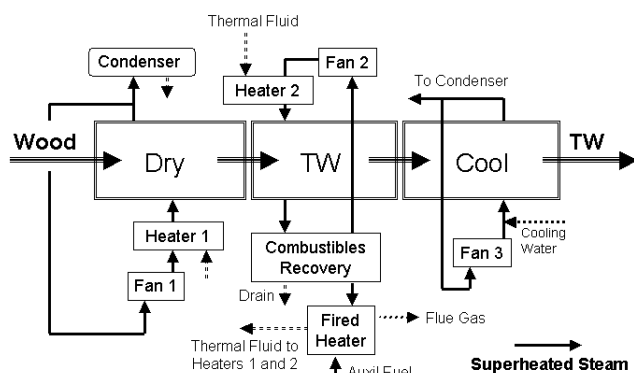 Thermal Fluid
Condenser
Fan 2
Heater 2
To Condenser
Wood
TW
Dry
TW
Cool
Heater 1
Combustibles
Recovery
Cooling
Water
Fan 3
Fan 1
Drain
Fired
Heater
Flue Gas
Thermal Fluid to
Heaters 1 and 2
Superheated Steam
Auxil Fuel